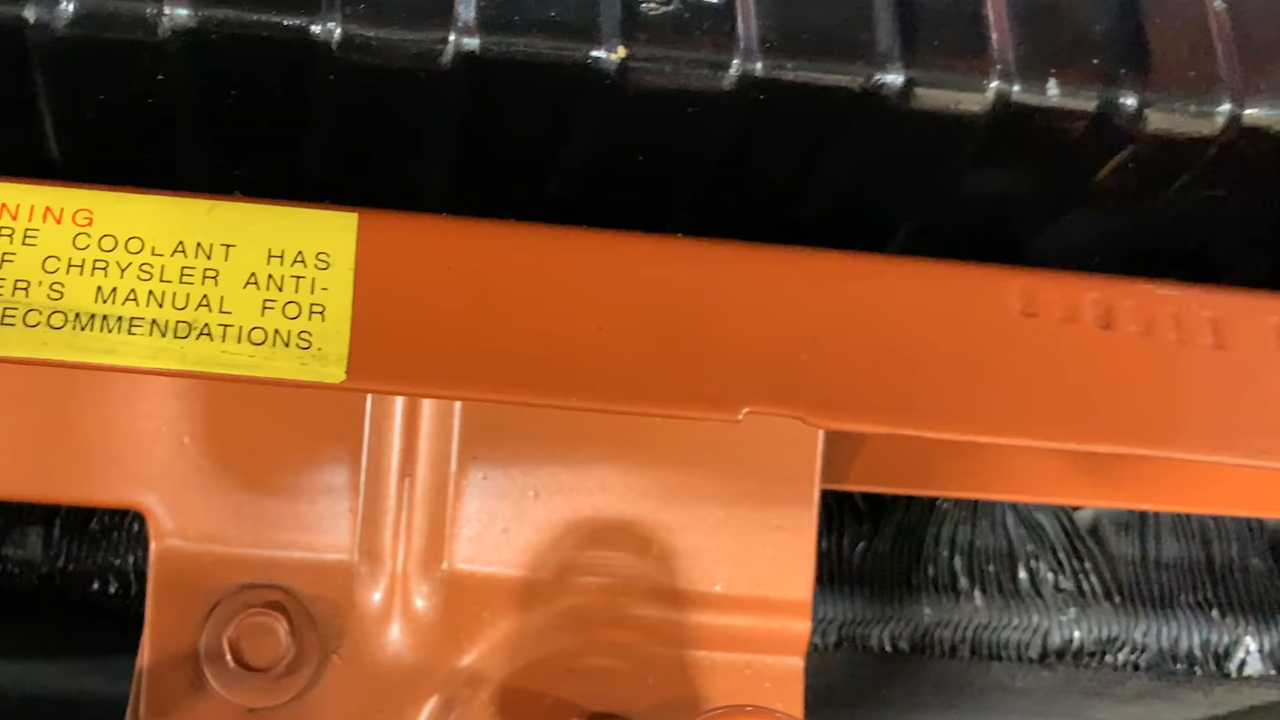 NING
RE COOLANT HAS
F CHRYSLER ANTI-
ER'S MANUAL FOR
ECOMMENDATIONS.